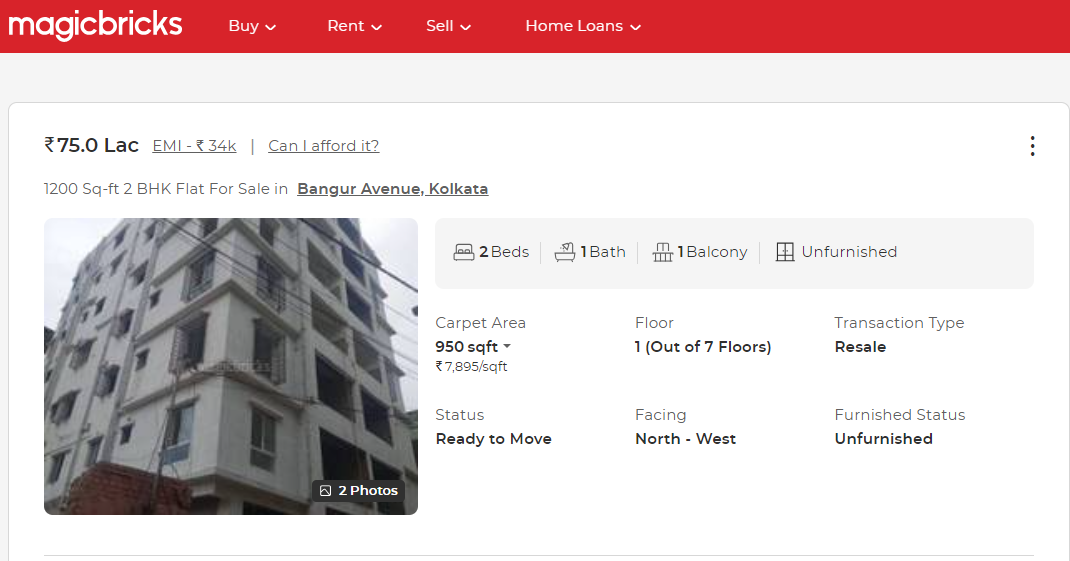 magicbricks Buy Rent Sell Home Loans
₹75.0 Lac EMI - ₹ 34k | Can I afford it?
1200 Sq-ft 2 BHK Flat For Sale in Bangur Avenue, Kolkata
2 Beds 1 Bath 1 Balcony Unfurnished
Carpet Area Floor Transaction Type
950 sqft 1 (Out of 7 Floors) Resale
₹7,895/sqft
Status Facing Furnished Status
Ready to Move North - West Unfurnished
2 Photos